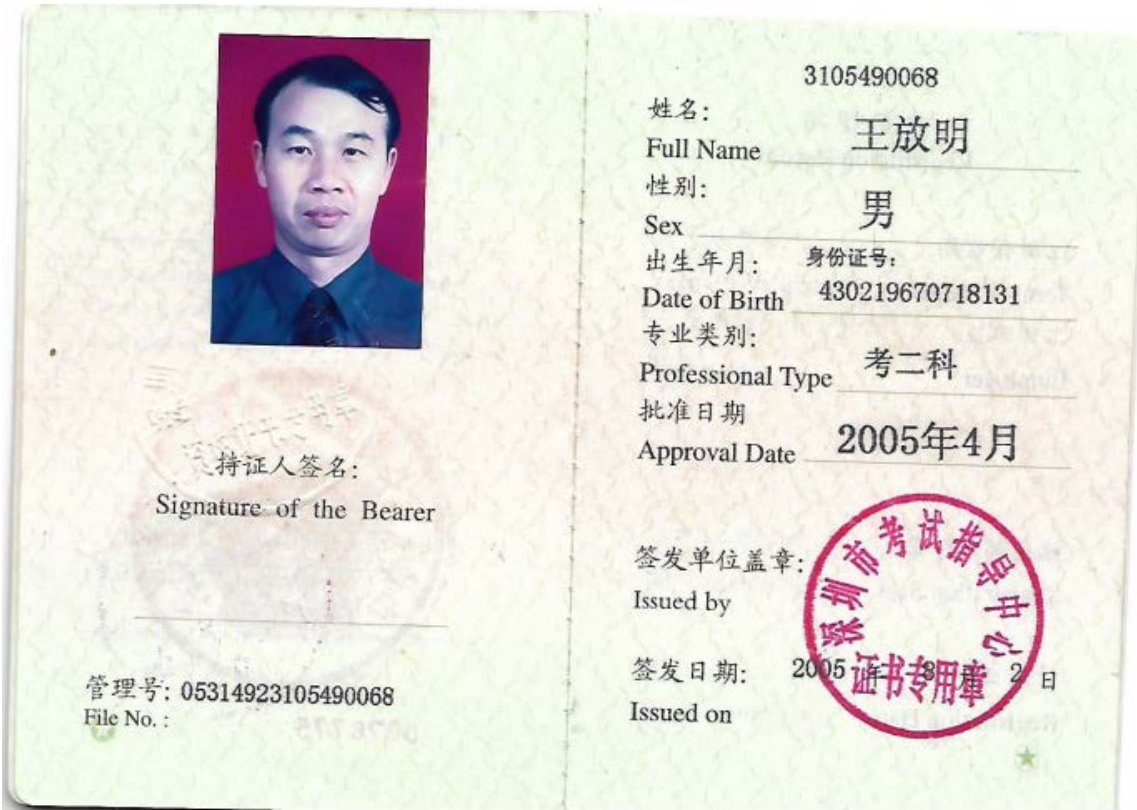 持证人签名:
Signature of the Bearer
管理号: 05314923105490068
File No. :
3105490068
姓名:
Full Name 王放明
性别:
Sex 男
出生年月: 身份证号:
Date of Birth 430219670718131
专业类别:
Professional Type 考二科
批准日期
Approval Date 2005年4月
签发单位盖章:
Issued by
深圳市考试指导中心
证书专用章
签发日期: 2005 年 8 月 2 日
Issued on